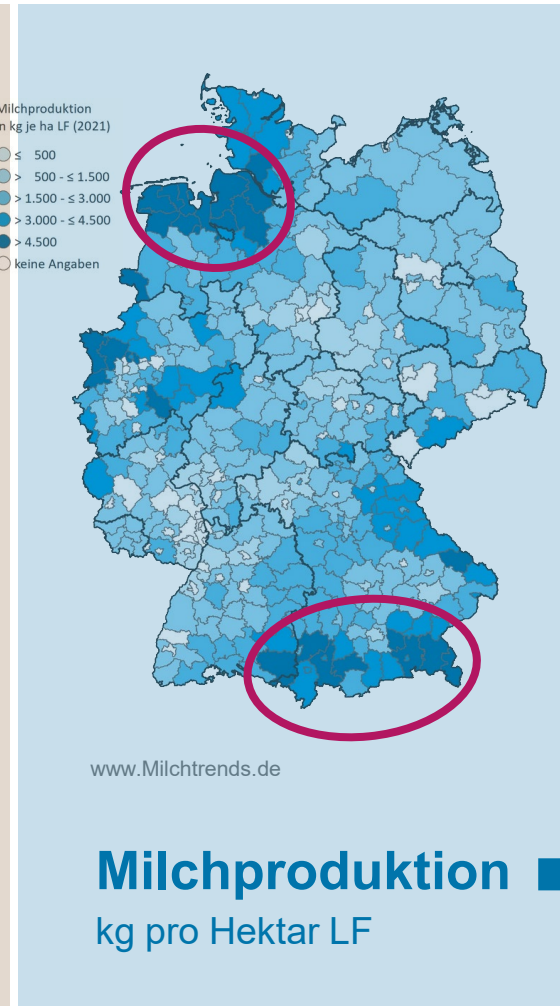 Milchproduktion
n kg je ha LF (2021)
≤ 500
> 500 - ≤ 1.500
> 1.500 - ≤ 3.000
> 3.000 - ≤ 4.500
> 4.500
keine Angaben
www.Milchtrends.de
Milchproduktion
kg pro Hektar LF